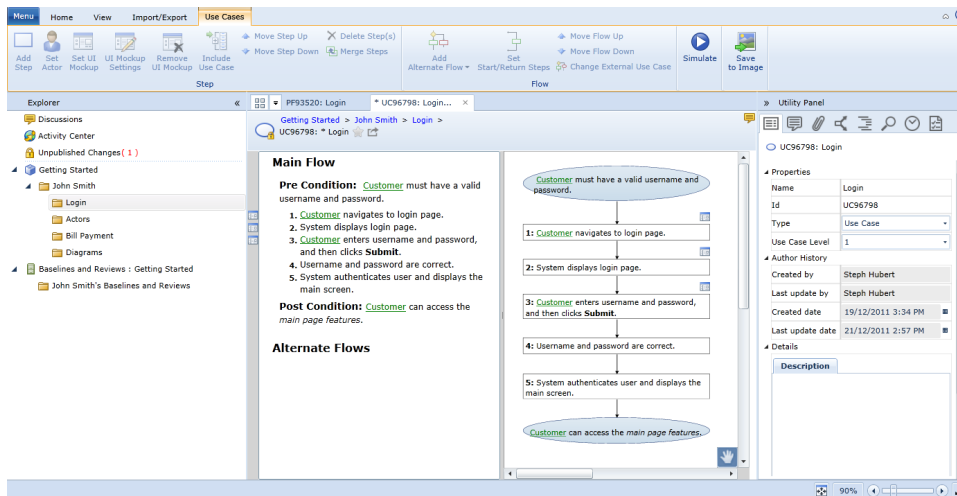 Menu Home View Import/Export Use Cases
Add Step
Set Actor
Set UI Mockup
UI Mockup Settings
Remove UI Mockup
Include Use Case
Move Step Up
Delete Step(s)
Move Step Down
Merge Steps
Step
Add Alternate Flow
Set Start/Return Steps
Move Flow Up
Move Flow Down
Change External Use Case
Flow
Simulate
Save to Image
Explorer «
Discussions
Activity Center
Unpublished Changes ( 1 )
Getting Started
John Smith
Login
Actors
Bill Payment
Diagrams
Baselines and Reviews : Getting Started
John Smith's Baselines and Reviews
PF93520: Login
* UC96798: Login... ×
Getting Started > John Smith > Login >
UC96798: * Login
Main Flow
Pre Condition: Customer must have a valid
username and password.
1. Customer navigates to login page.
2. System displays login page.
3. Customer enters username and password,
and then clicks Submit.
4. Username and password are correct.
5. System authenticates user and displays the
main screen.
Post Condition: Customer can access the
main page features.
Alternate Flows
Customer must have a valid username and
password.
1: Customer navigates to login page.
2: System displays login page.
3: Customer enters username and password,
and then clicks Submit.
4: Username and password are correct.
5: System authenticates user and displays the
main screen.
Customer can access the main page features.
» Utility Panel
UC96798: Login
Properties
Name Login
Id UC96798
Type Use Case
Use Case Level 1
Author History
Created by Steph Hubert
Last update by Steph Hubert
Created date 19/12/2011 3:34 PM
Last update date 21/12/2011 2:57 PM
Details
Description
90%